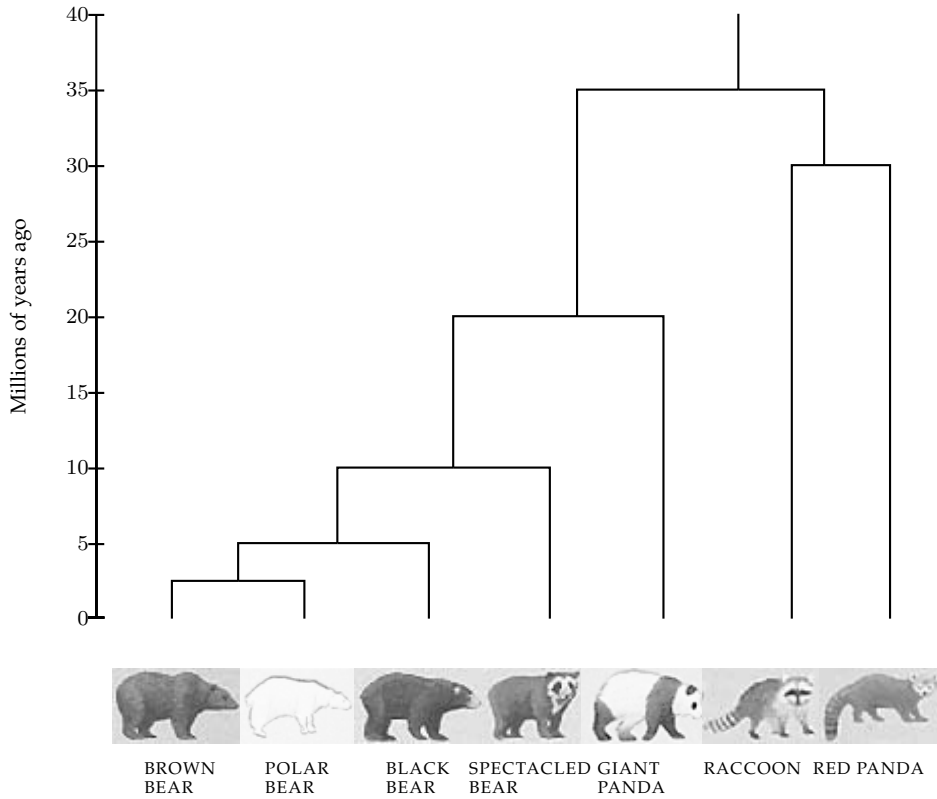 40
35
30
25
20
15
10
5
0
Millions of years ago
BROWN BEAR
POLAR BEAR
BLACK BEAR
SPECTACLED BEAR
GIANT PANDA
RACCOON
RED PANDA